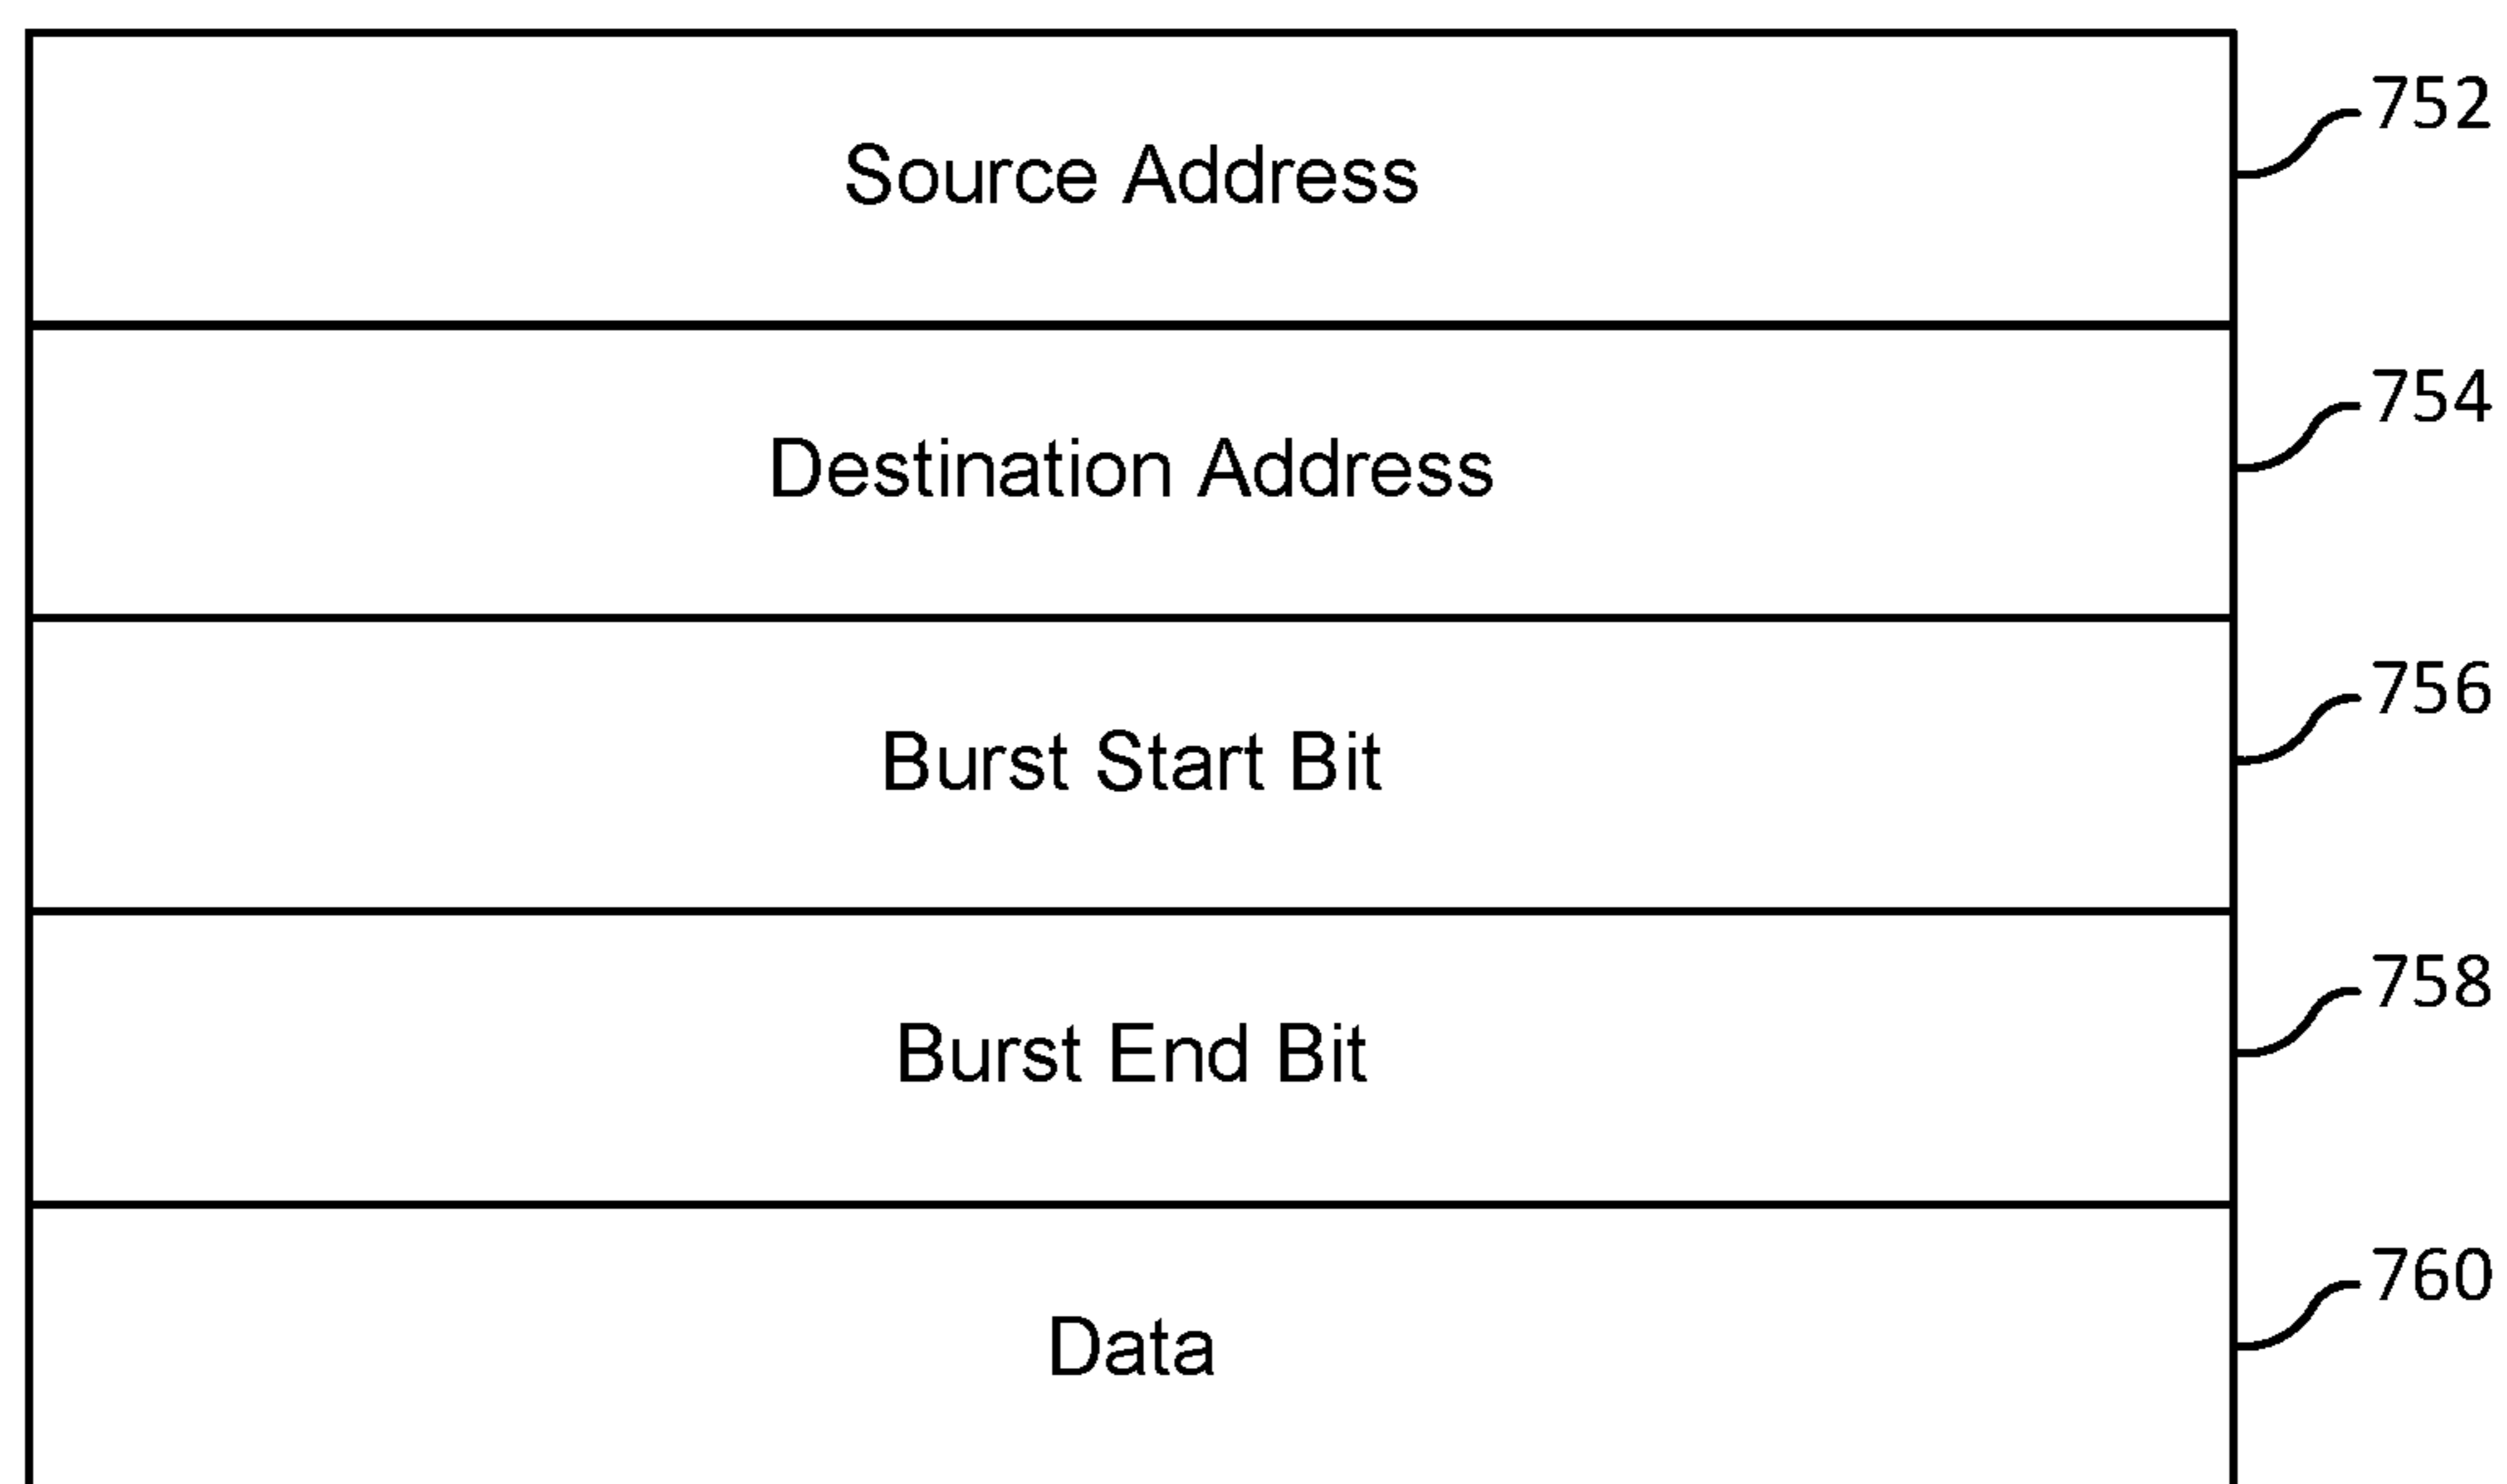 752
Source Address
754
Destination Address
756
Burst Start Bit
758
Burst End Bit
760
Data